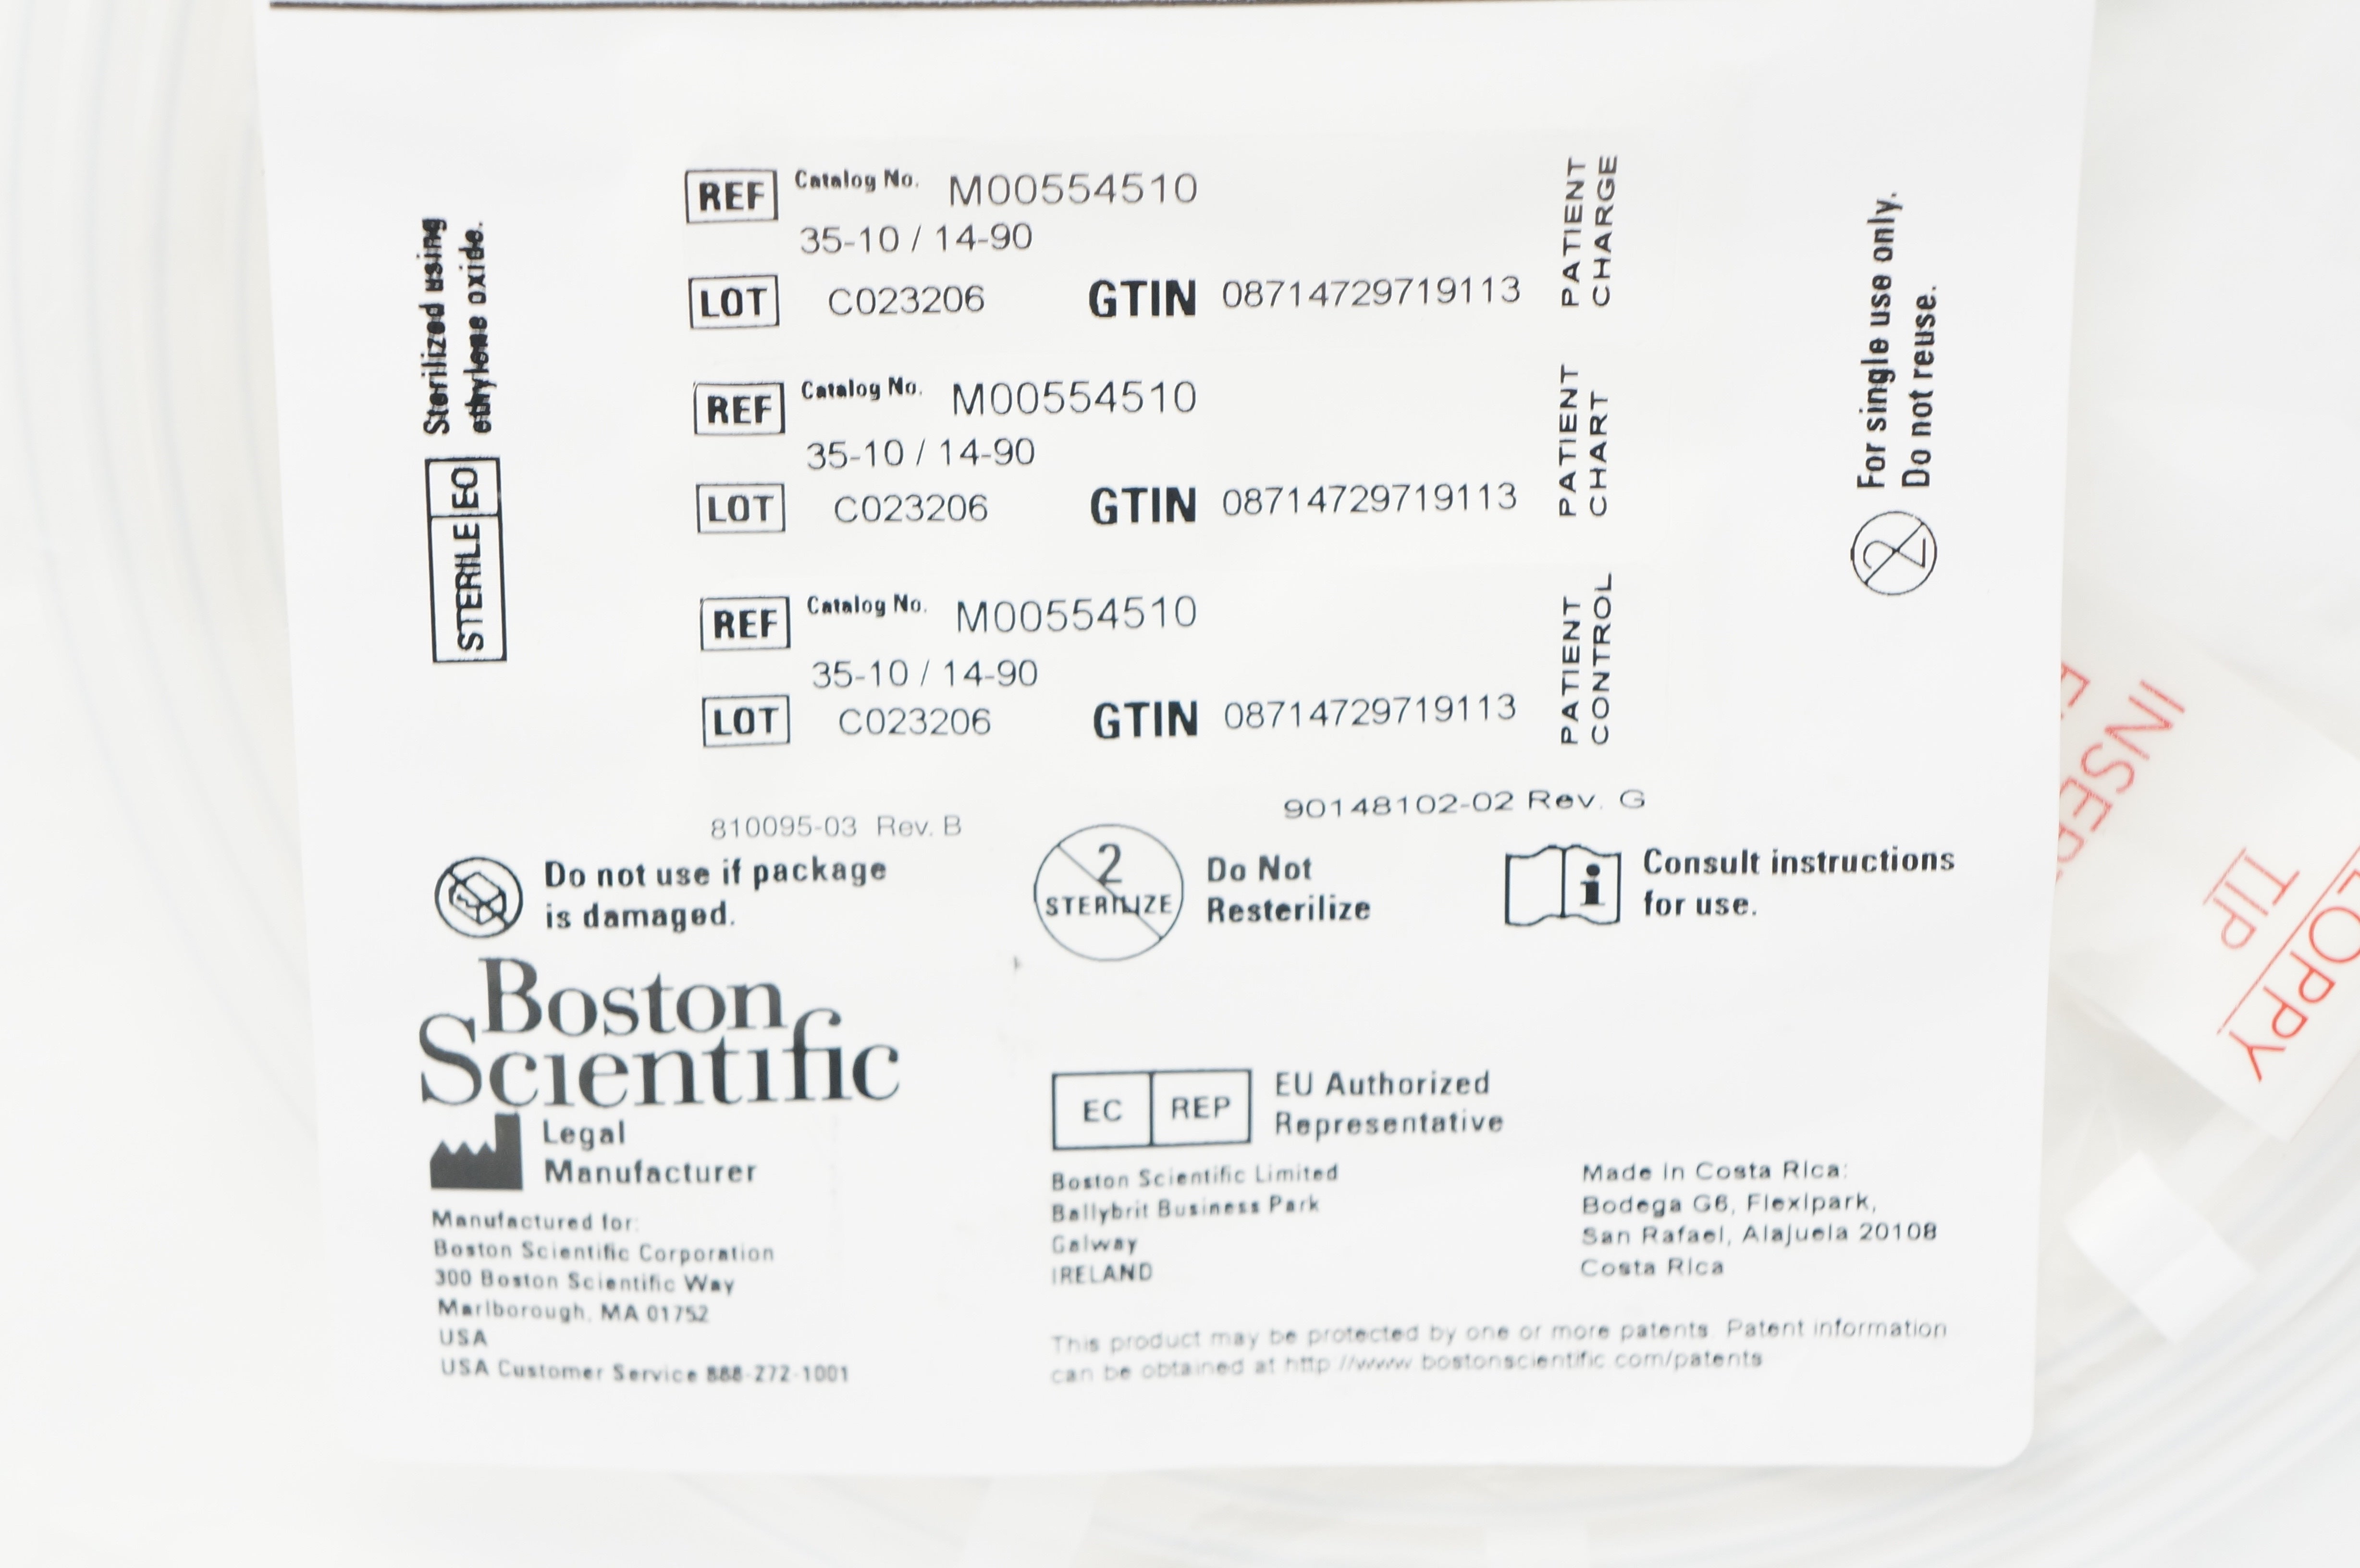 Sterilized using
ethylene oxide.
STERILE EO
REF Catalog No. M00554510
35-10 / 14-90
LOT C023206 GTIN 08714729719113
PATIENT
CHARGE
REF Catalog No. M00554510
35-10 / 14-90
LOT C023206 GTIN 08714729719113
PATIENT
CHART
REF Catalog No. M00554510
35-10 / 14-90
LOT C023206 GTIN 08714729719113
PATIENT
CONTROL
For single use only.
Do not reuse.
2
810095-03 Rev. B
90148102-02 Rev. G
Do not use if package
is damaged.
2
STERILIZE
Do Not
Resterilize
i
Consult instructions
for use.
Boston
Scientific
Legal
Manufacturer
Manufactured for:
Boston Scientific Corporation
300 Boston Scientific Way
Marlborough, MA 01752
USA
USA Customer Service 888-272-1001
EC REP
EU Authorized
Representative
Boston Scientific Limited
Ballybrit Business Park
Galway
IRELAND
Made in Costa Rica:
Bodega G6, Flexipark,
San Rafael, Alajuela 20108
Costa Rica
This product may be protected by one or more patents. Patent information
can be obtained at http://www.bostonscientific.com/patents
INSERT
TIP